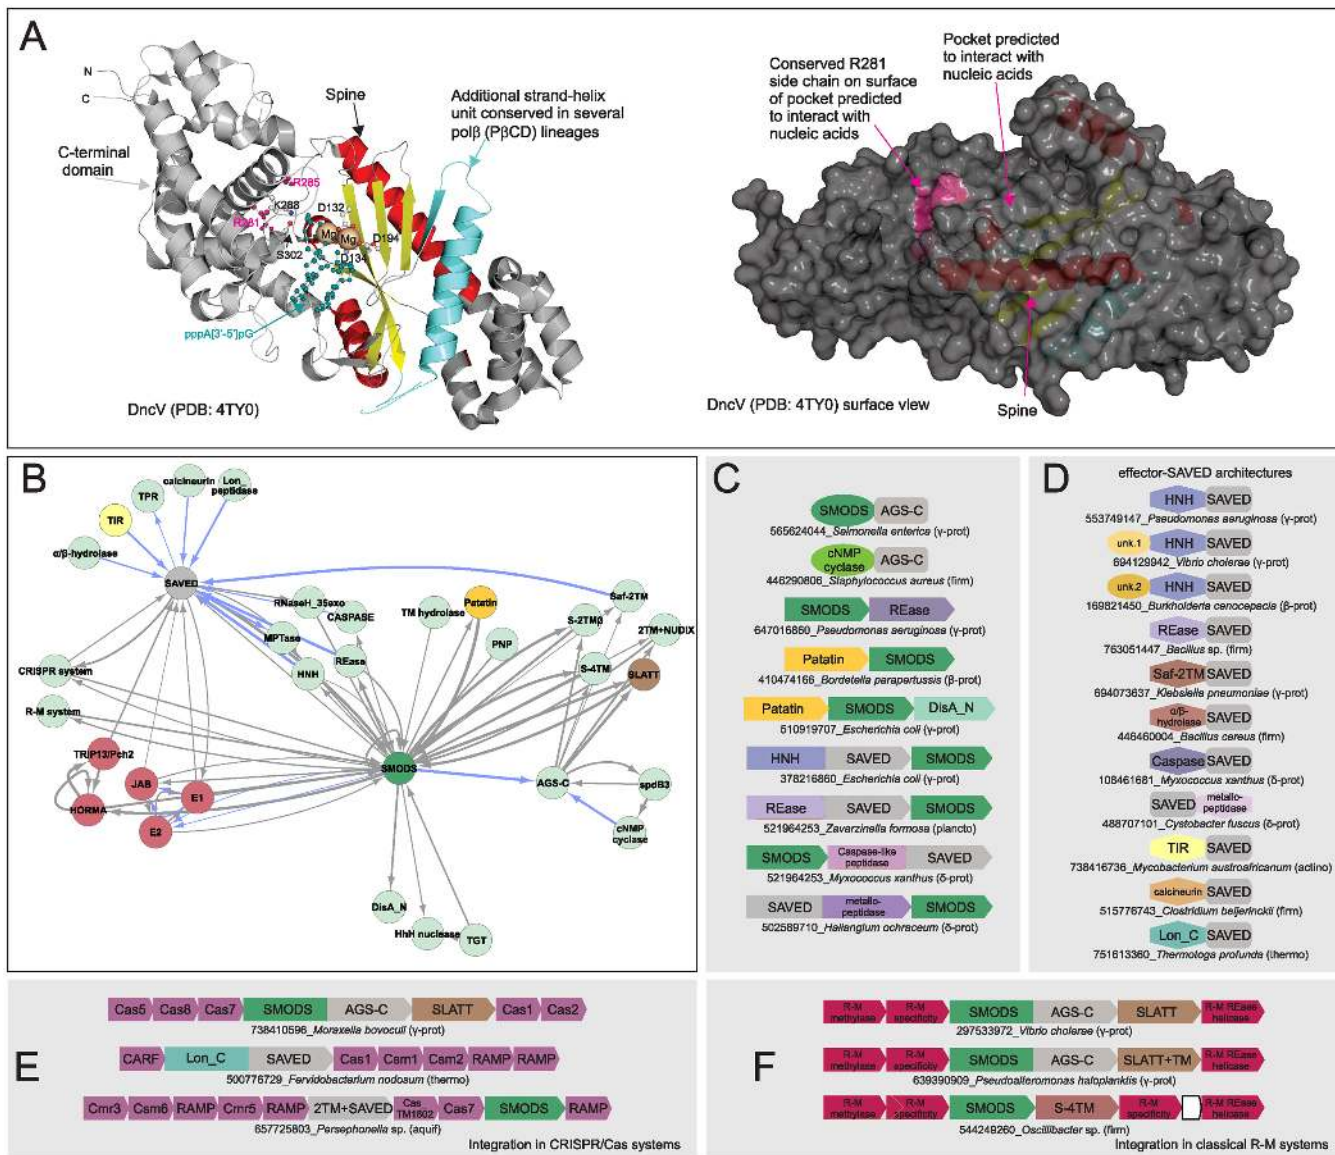 A
N
C
C-terminal
domain
Spine
Additional strand-helix
unit conserved in several
polβ (PβCD) lineages
R285
K288
D132
R281
Mg
Mg
D194
S302
D134
pppA[3'-5']pG
DncV (PDB: 4TY0)
Conserved R281
side chain on surface
of pocket predicted
to interact with
nucleic acids
Pocket predicted
to interact with
nucleic acids
DncV (PDB: 4TY0) surface view
Spine
B
calcineurin
Lon_
peptidase
TPR
TIR
α/β-hydrolase
SAVED
RNaseH_35exo
CASPASE
TM hydrolase
Patatin
Saf-2TM
S-2TMβ
2TM+NUDIX
MPTase
PNP
REase
HNH
S-4TM
SLATT
CRISPR system
R-M system
TRIP13/Pch2
JAB
E1
HORMA
E2
SMODS
AGS-C
spdB3
cNMP
cyclase
DisA_N
HhH nuclease
TGT
C
SMODS
AGS-C
565624044_Salmonella enterica (γ-prot)
cNMP
cyclase
AGS-C
446290806_Staphylococcus aureus (firm)
SMODS
REase
647016860_Pseudomonas aeruginosa (γ-prot)
Patatin
SMODS
410474166_Bordetella parapertussis (β-prot)
Patatin
SMODS
DisA_N
510919707_Escherichia coli (γ-prot)
HNH
SAVED
SMODS
378216860_Escherichia coli (γ-prot)
REase
SAVED
SMODS
521964253_Zavarzinella formosa (plancto)
SMODS
Caspase-like
peptidase
SAVED
521964253_Myxococcus xanthus (δ-prot)
SAVED
metallo-
peptidase
SMODS
502589710_Haliangium ochraceum (δ-prot)
D
effector-SAVED architectures
HNH
SAVED
553749147_Pseudomonas aeruginosa (γ-prot)
unk.1
HNH
SAVED
694129942_Vibrio cholerae (γ-prot)
unk.2
HNH
SAVED
169821450_Burkholderia cenocepacia (β-prot)
REase
SAVED
763051447_Bacillus sp. (firm)
Saf-2TM
SAVED
694073637_Klebsiella pneumoniae (γ-prot)
α/β-
hydrolase
SAVED
446460004_Bacillus cereus (firm)
Caspase
SAVED
108461681_Myxococcus xanthus (δ-prot)
SAVED
metallo-
peptidase
488707101_Cystobacter fuscus (δ-prot)
TIR
SAVED
738416736_Mycobacterium austroafricanum (actino)
calcineurin
SAVED
515776743_Clostridium beijerinckii (firm)
Lon_C
SAVED
751613360_Thermotoga profunda (thermo)
E
Cas5 Cas6 Cas7 SMODS AGS-C SLATT Cas1 Cas2
738410596_Moraxella bovoculi (γ-prot)
CARF Lon_C SAVED Cas1 Csm1 Csm2 RAMP RAMP
500776729_Fervidobacterium nodosum (thermo)
Cmr3 Csm6 RAMP Cmr5 RAMP 2TM+SAVED Cas TM1802 Cas7 SMODS RAMP
657725803_Persephonella sp. (aquif)
Integration in CRISPR/Cas systems
F
R-M methylase R-M specificity SMODS AGS-C SLATT R-M REase helicase
297533972_Vibrio cholerae (γ-prot)
R-M methylase R-M specificity SMODS AGS-C SLATT+TM R-M REase helicase
639390909_Pseudoalteromonas haloplanktis (γ-prot)
R-M methylase R-M specificity SMODS S-4TM R-M specificity R-M REase helicase
544249260_Oscillibacter sp. (firm)
Integration in classical R-M systems